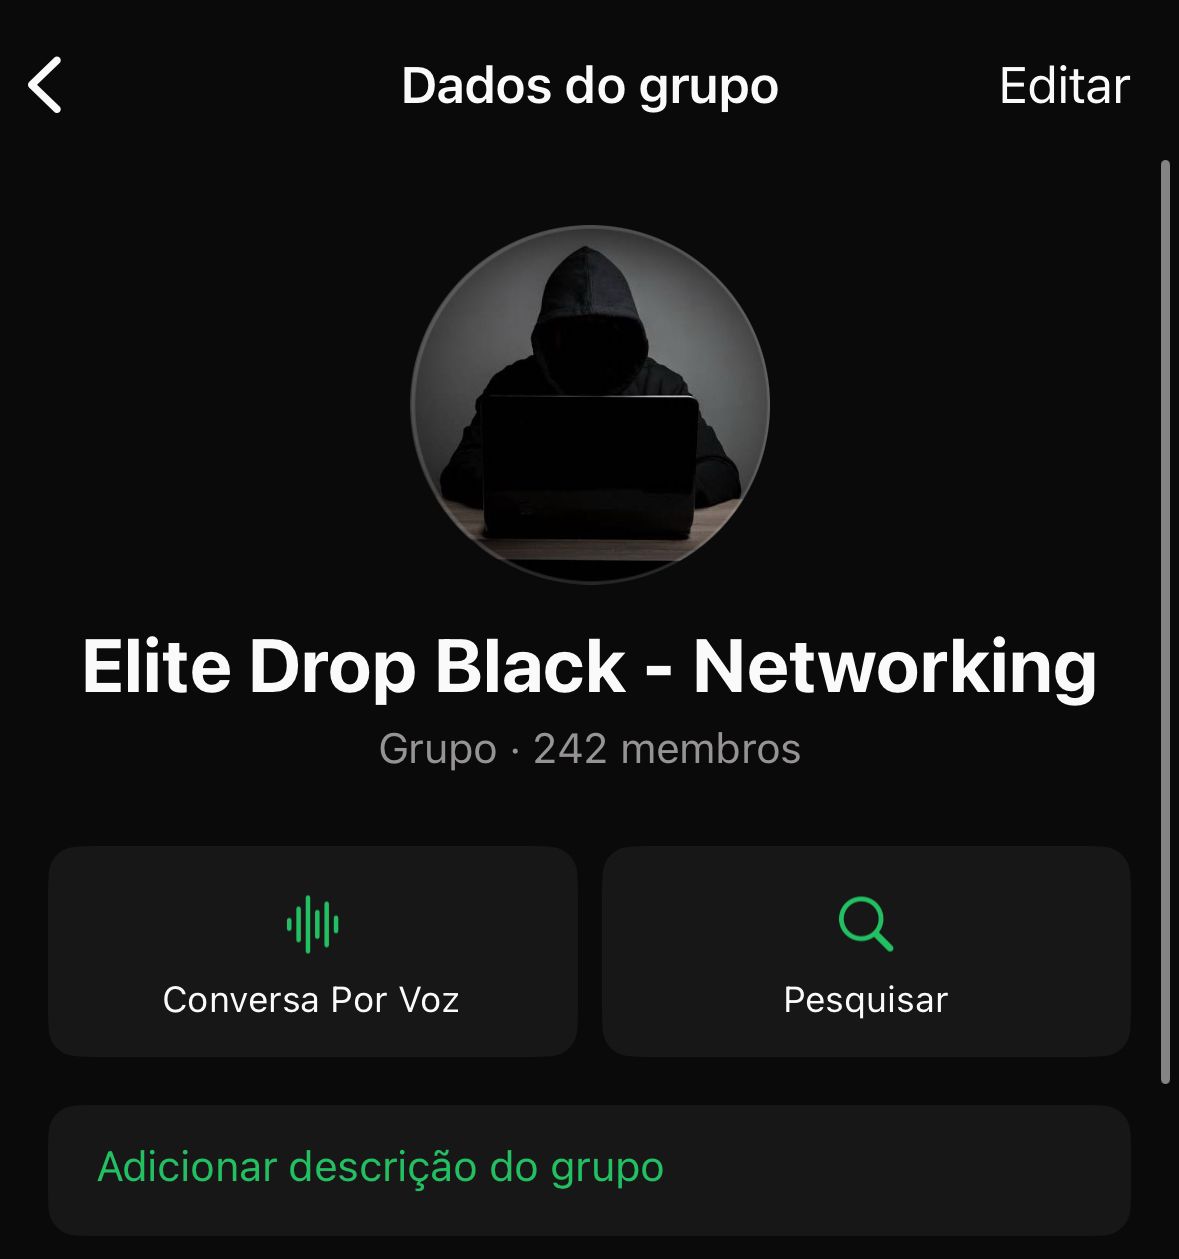 Dados do grupo
Editar
Elite Drop Black - Networking
Grupo · 242 membros
Conversa Por Voz
Pesquisar
Adicionar descrição do grupo